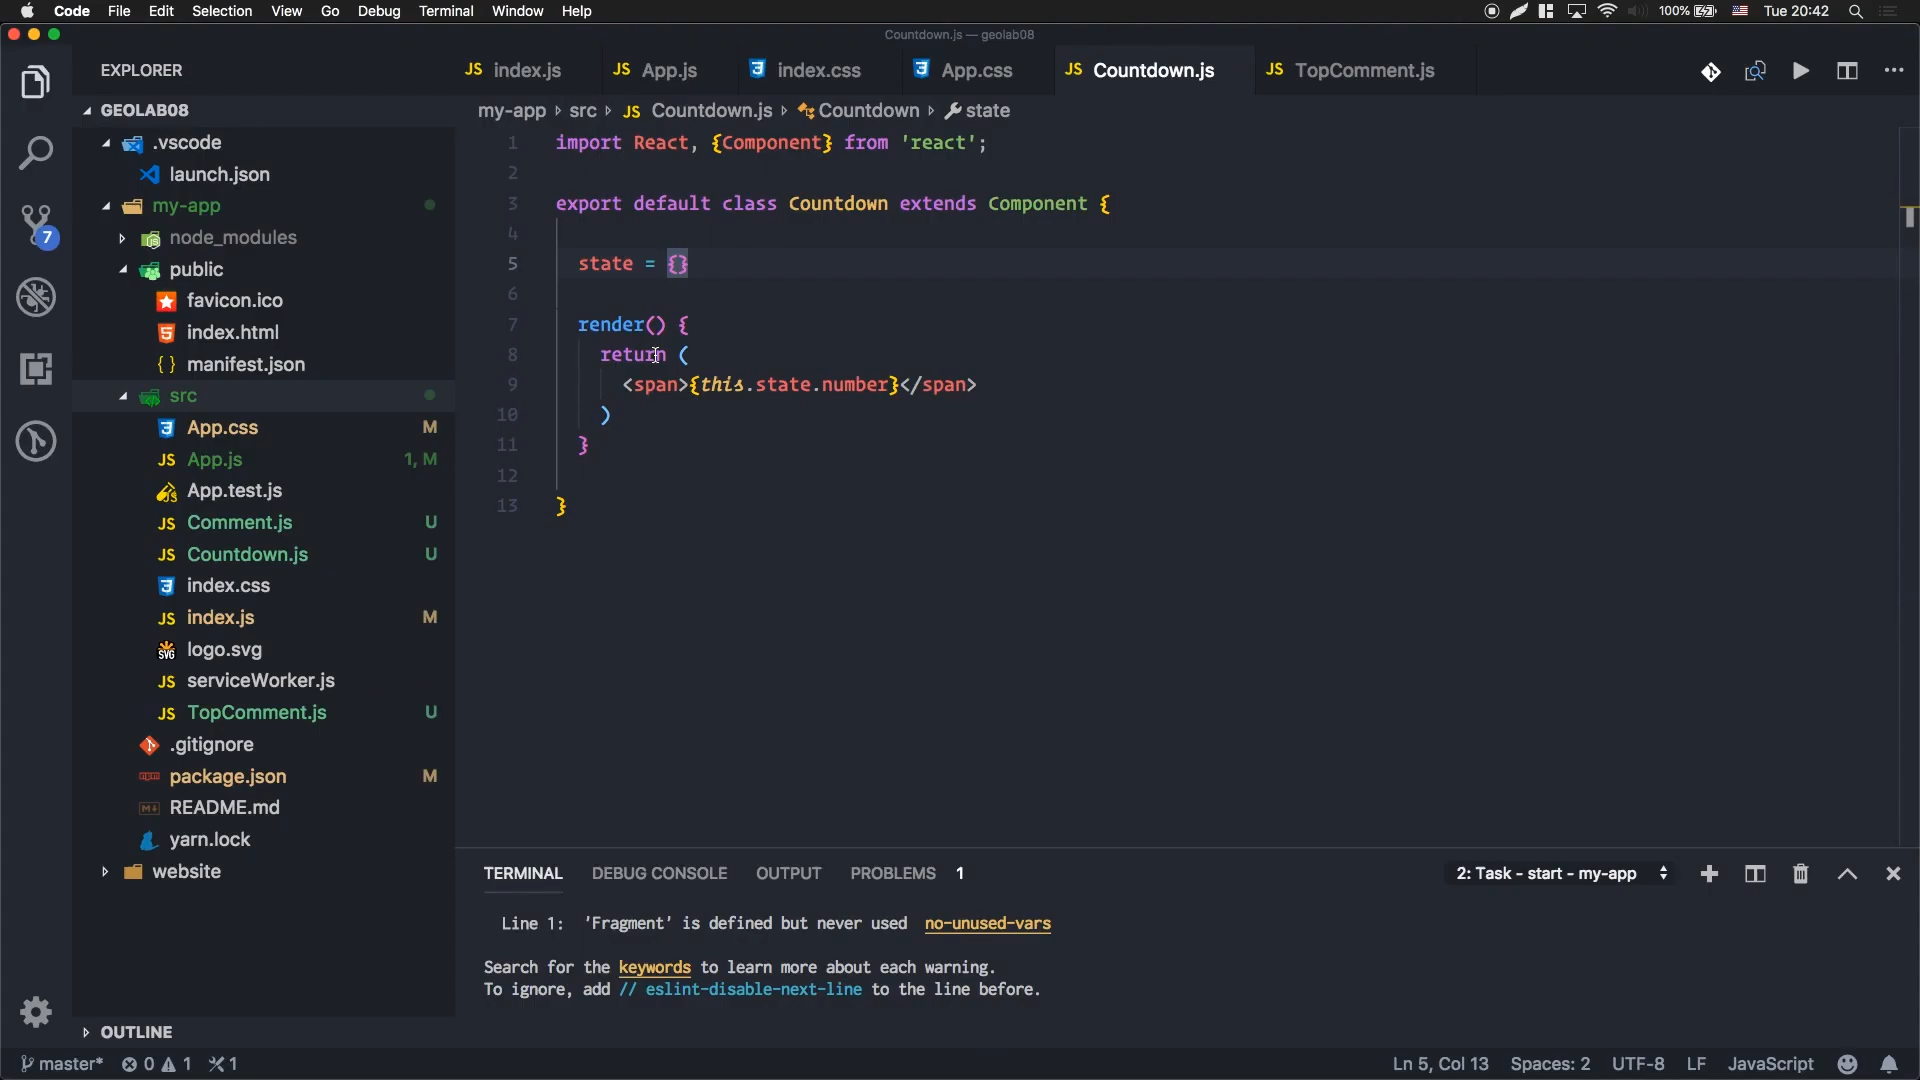 Code File Edit Selection View Go Debug Terminal Window Help 100% Tue 20:42
Countdown.js — geolab08
EXPLORER
GEOLAB08
.vscode
launch.json
my-app
node_modules
public
favicon.ico
index.html
{ } manifest.json
src
App.css M
JS App.js 1, M
App.test.js
JS Comment.js U
JS Countdown.js U
index.css
JS index.js M
SVG logo.svg
JS serviceWorker.js
JS TopComment.js U
.gitignore
package.json M
README.md
yarn.lock
website
OUTLINE
7
JS index.js JS App.js index.css App.css JS Countdown.js JS TopComment.js
my-app › src › JS Countdown.js › Countdown › state
1 import React, {Component} from 'react';
2
3 export default class Countdown extends Component {
4
5 state = {}
6
7 render() {
8 return (
9 <span>{this.state.number}</span>
10 )
11 }
12
13 }
TERMINAL DEBUG CONSOLE OUTPUT PROBLEMS 1 2: Task - start - my-app
Line 1: 'Fragment' is defined but never used no-unused-vars
Search for the keywords to learn more about each warning.
To ignore, add // eslint-disable-next-line to the line before.
master* 0 1 1 Ln 5, Col 13 Spaces: 2 UTF-8 LF JavaScript